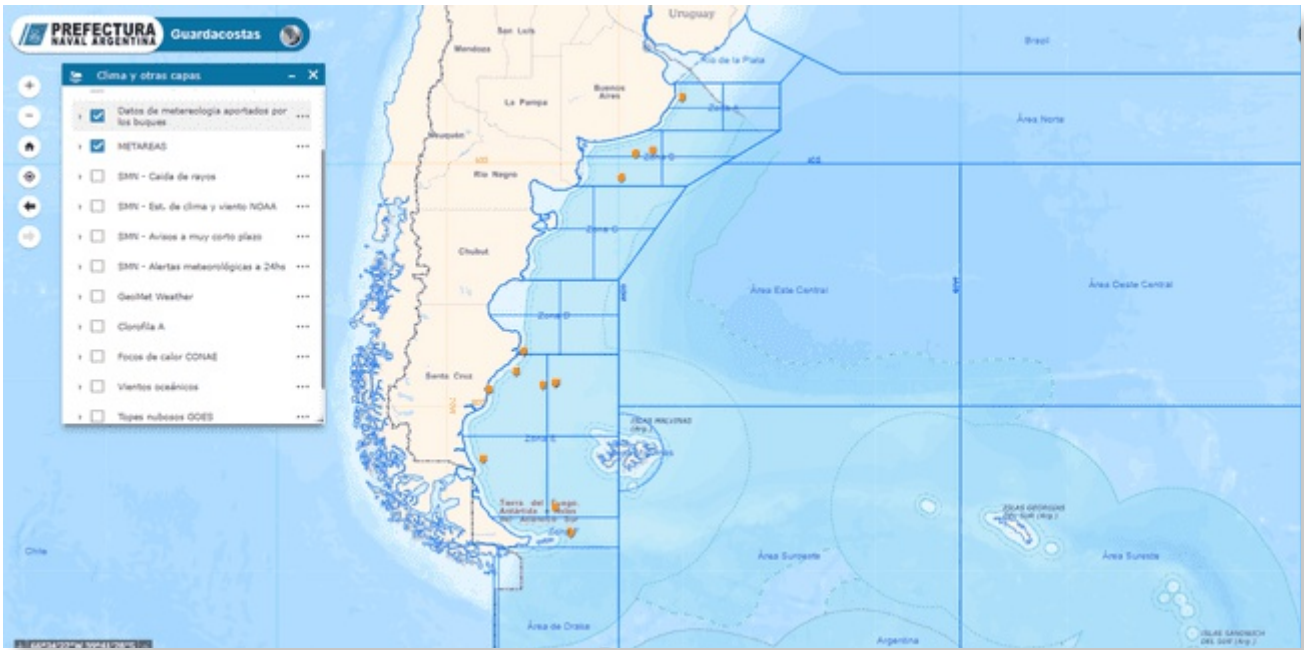 PREFECTURA
NAVAL ARGENTINA
Guardacostas
Clima y otras capas
Datos de metereología aportados por
los buques
METAREAS
SMN - Caída de rayos
SMN - Est. de clima y viento NOAA
SMN - Avisos a muy corto plazo
SMN - Alertas meteorológicas a 24hs
GeoMet Weather
Clorofila A
Focos de calor CONAE
Vientos oceánicos
Topes nubosos GOES
Uruguay
San Luis
Mendoza
Brasil
Río de la Plata
Buenos
Aires
La Pampa
Zona A
Área Norte
Neuquén
Río Negro
Chubut
Área Este Central
Área Oeste Central
Zona D
Santa Cruz
ISLAS MALVINAS
(Arg.)
Zona E
Tierra del Fuego,
Antártida e Islas
del Atlántico Sur
ISLAS GEORGIAS
DEL SUR (Arg.)
Chile
Área Suroeste
Área Sureste
Área de Drake
Argentina
ISLAS SANDWICH
DEL SUR (Arg.)